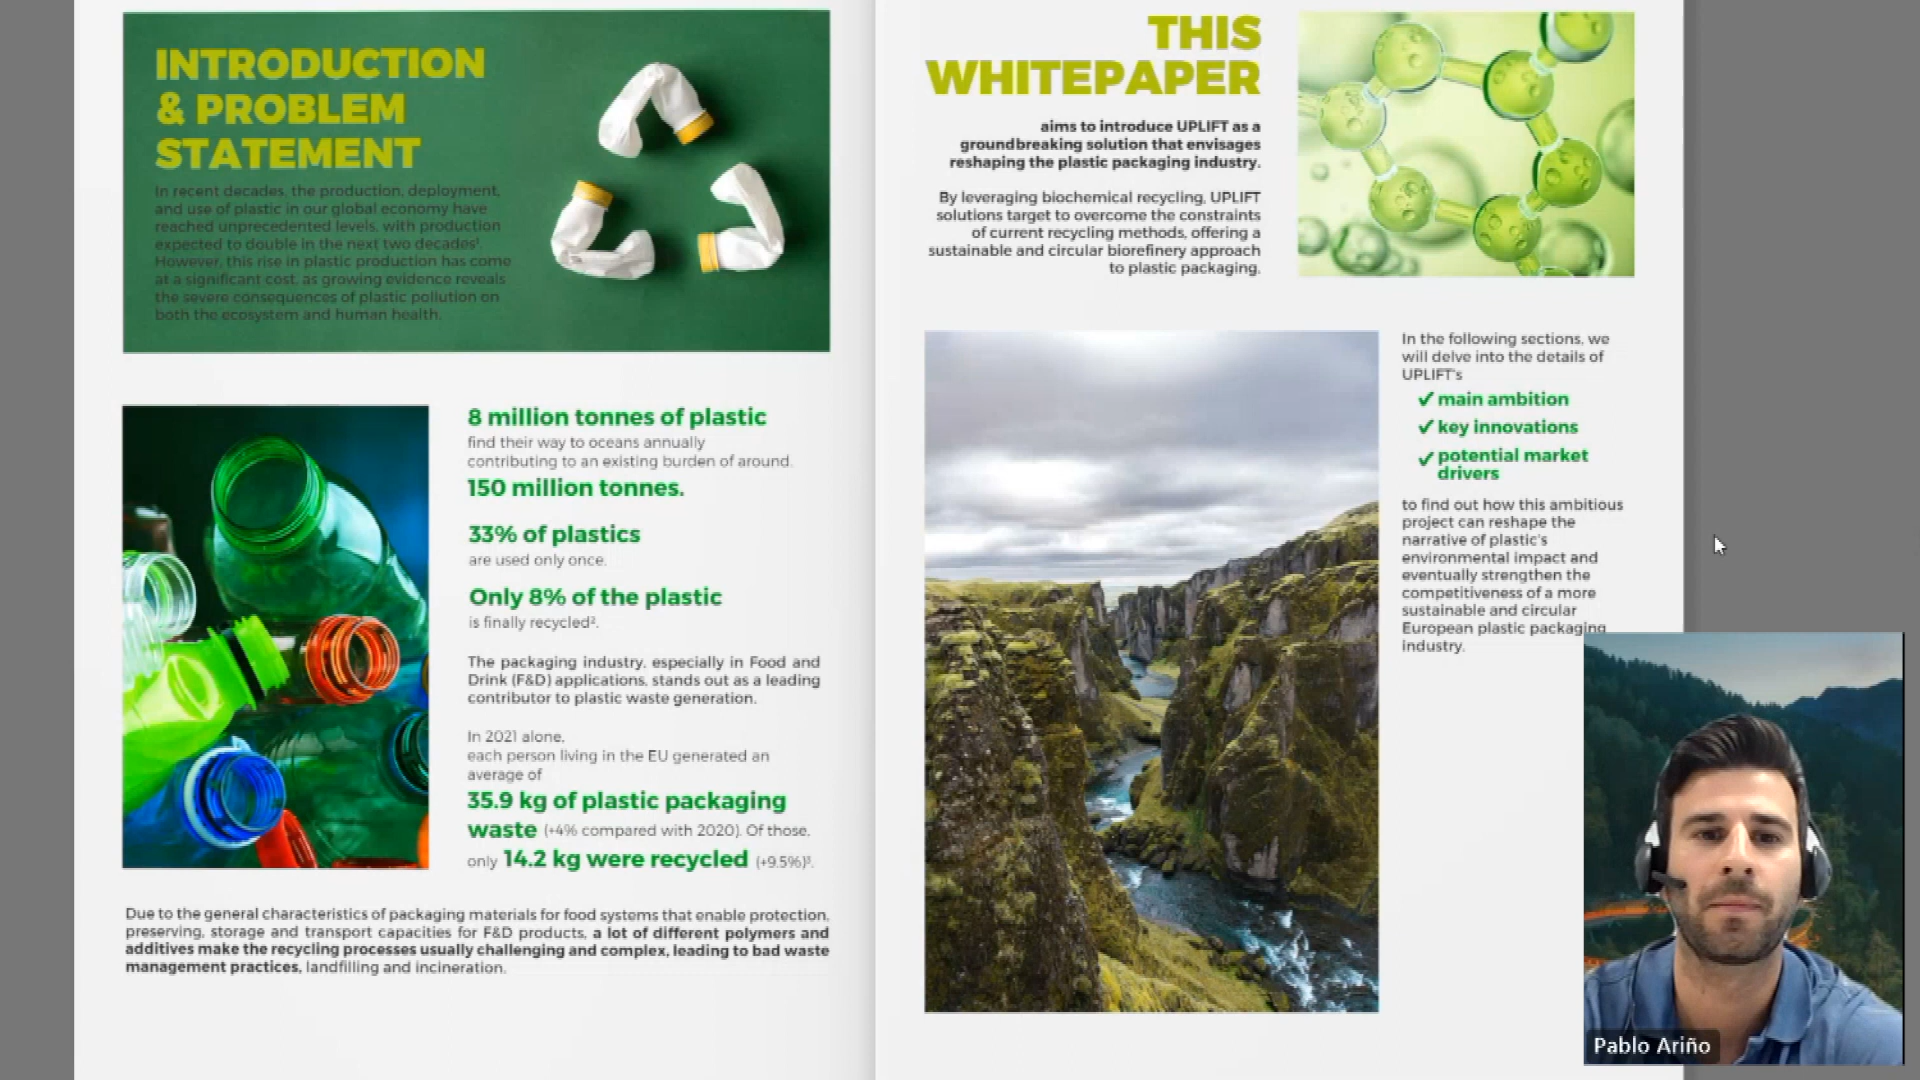 INTRODUCTION
& PROBLEM
STATEMENT
In recent decades, the production, deployment,
and use of plastic in our global economy have
reached unprecedented levels, with production
expected to double in the next two decades¹.
However, this rise in plastic production has come
at a significant cost, as growing evidence reveals
the severe consequences of plastic pollution on
both the ecosystem and human health.
8 million tonnes of plastic
find their way to oceans annually
contributing to an existing burden of around.
150 million tonnes.
33% of plastics
are used only once.
Only 8% of the plastic
is finally recycled².
The packaging industry, especially in Food and
Drink (F&D) applications, stands out as a leading
contributor to plastic waste generation.
In 2021 alone,
each person living in the EU generated an
average of
35.9 kg of plastic packaging
waste (+4% compared with 2020). Of those,
only 14.2 kg were recycled (+9.5%)³.
Due to the general characteristics of packaging materials for food systems that enable protection,
preserving, storage and transport capacities for F&D products, a lot of different polymers and
additives make the recycling processes usually challenging and complex, leading to bad waste
management practices, landfilling and incineration.
THIS
WHITEPAPER
aims to introduce UPLIFT as a
groundbreaking solution that envisages
reshaping the plastic packaging industry.
By leveraging biochemical recycling, UPLIFT
solutions target to overcome the constraints
of current recycling methods, offering a
sustainable and circular biorefinery approach
to plastic packaging.
In the following sections, we
will delve into the details of
UPLIFT's
✓ main ambition
✓ key innovations
✓ potential market
drivers
to find out how this ambitious
project can reshape the
narrative of plastic's
environmental impact and
eventually strengthen the
competitiveness of a more
sustainable and circular
European plastic packaging
industry.
Pablo Ariño